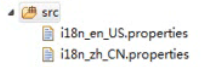 src
i18n_en_US.properties
i18n_zh_CN.properties